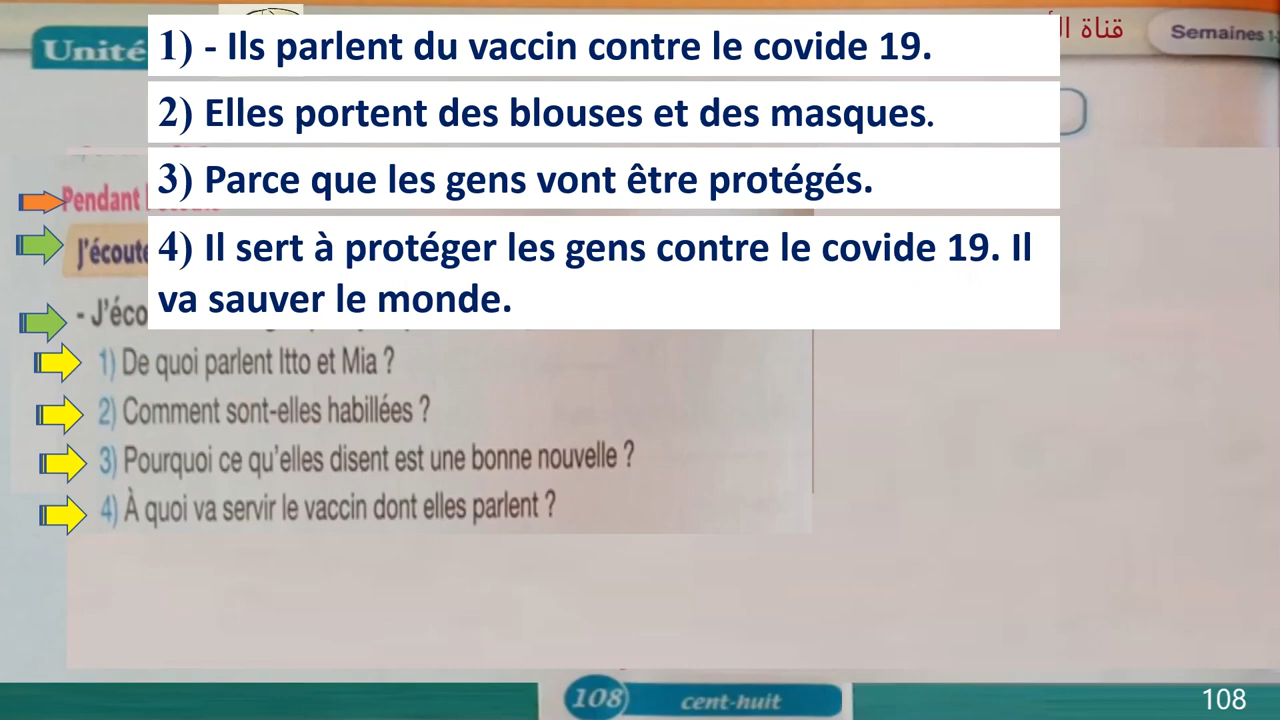 Unité
قناة
Semaines
1) - Ils parlent du vaccin contre le covide 19.
2) Elles portent des blouses et des masques.
3) Parce que les gens vont être protégés.
Pendant
4) Il sert à protéger les gens contre le covide 19. Il
va sauver le monde.
J'écoute
- J'éco
1) De quoi parlent Itto et Mia ?
2) Comment sont-elles habillées ?
3) Pourquoi ce qu'elles disent est une bonne nouvelle ?
4) À quoi va servir le vaccin dont elles parlent ?
108 cent-huit
108